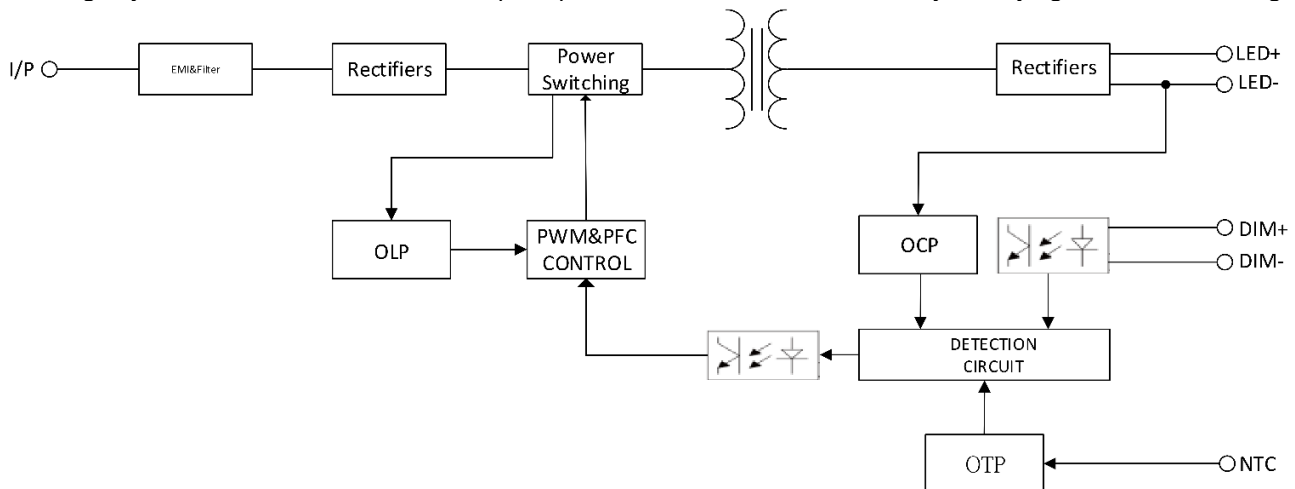 I/P
EMI&Filter
Rectifiers
Power
Switching
Rectifiers
LED+
LED-
OLP
PWM&PFC
CONTROL
OCP
DIM+
DIM-
DETECTION
CIRCUIT
OTP
NTC